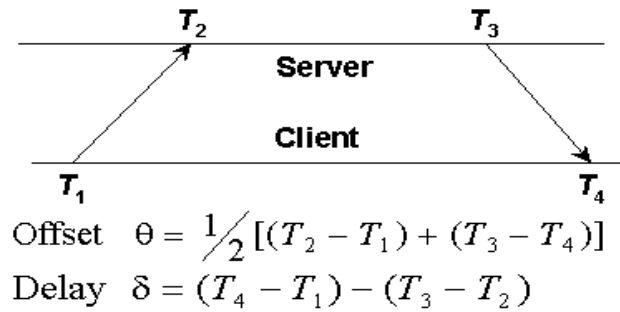 T₂ T₃
Server
Client
T₁ T₄
Offset θ = 1/2 [(T₂ − T₁) + (T₃ − T₄)]
Delay δ = (T₄ − T₁) − (T₃ − T₂)